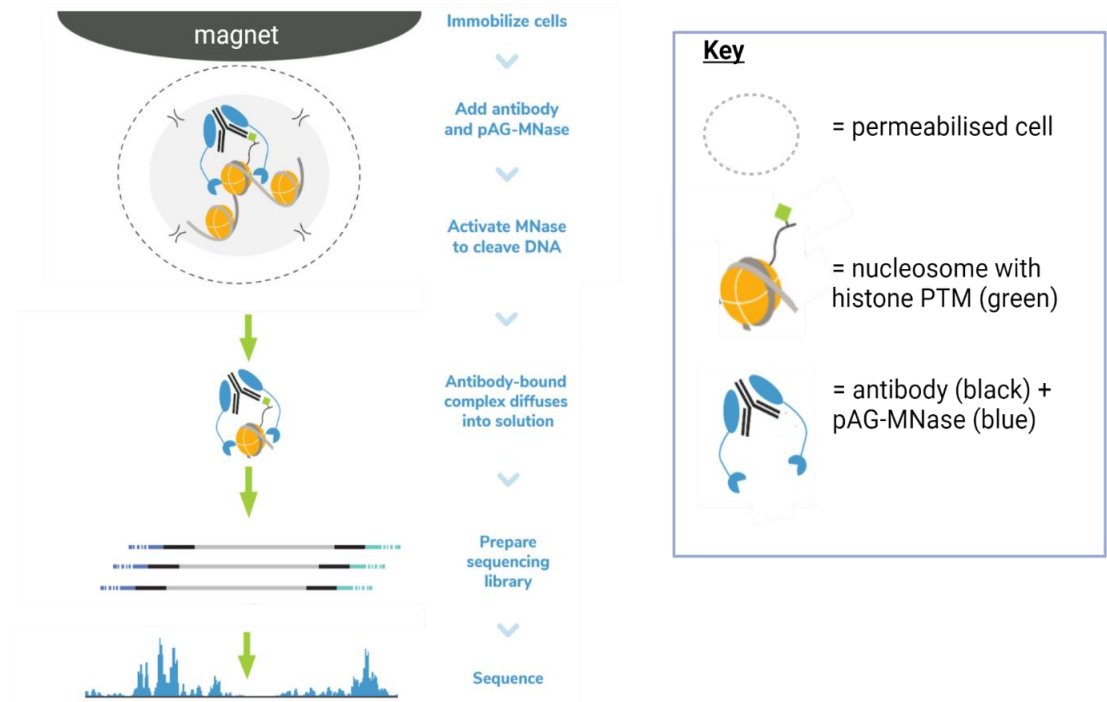 magnet
Immobilize cells
Add antibody
and pAG-MNase
Activate MNase
to cleave DNA
Antibody-bound
complex diffuses
into solution
Prepare
sequencing
library
Sequence
Key
= permeabilised cell
= nucleosome with
histone PTM (green)
= antibody (black) +
pAG-MNase (blue)